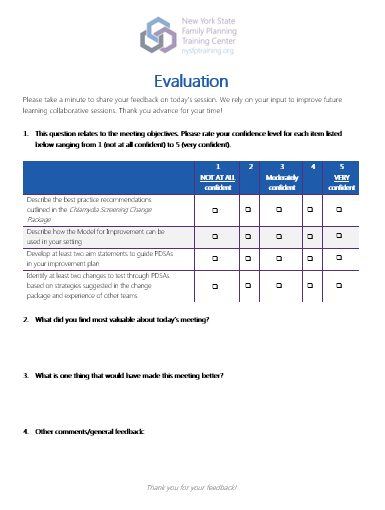 New York State
Family Planning
Training Center
nysfptraining.org
Evaluation
Please take a minute to share your feedback on today's session. We rely on your input to improve future
learning collaborative sessions. Thank you advance for your time!
1. This question relates to the meeting objectives. Please rate your confidence level for each item listed
below ranging from 1 (not at all confident) to 5 (very confident).
1 2 3 4 5
NOT AT ALL Moderately VERY
confident confident confident
Describe the best practice recommendations
outlined in the Chlamydia Screening Change
Package
Describe how the Model for Improvement can be
used in your setting
Develop at least two aim statements to guide PDSAs
in your improvement plan
Identify at least two changes to test through PDSAs
based on strategies suggested in the change
package and experience of other teams
2. What did you find most valuable about today's meeting?
3. What is one thing that would have made this meeting better?
4. Other comments/general feedback:
Thank you for your feedback!